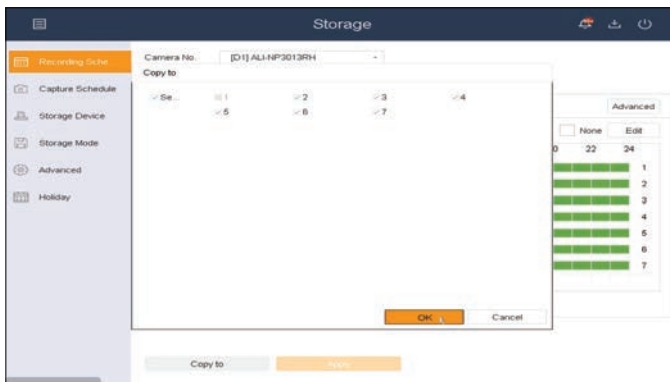 Storage
Recording Sche...
Capture Schedule
Storage Device
Storage Mode
Advanced
Holiday
Camera No. [D1] ALI-NP3013RH
Copy to
Se... 1 2 3 4
5 6 7
Advanced
None Edit
0 22 24
1
2
3
4
5
6
7
OK Cancel
Copy to Apply